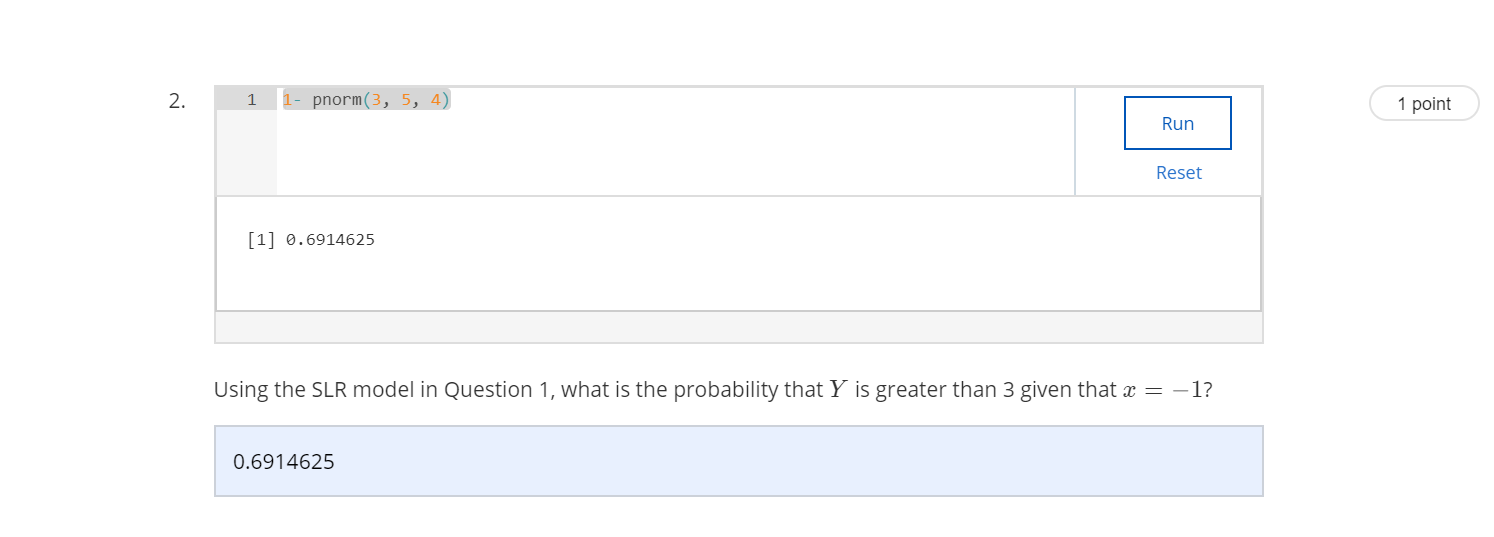 2.
1 1- pnorm(3, 5, 4)
Run
Reset
1 point
[1] 0.6914625
Using the SLR model in Question 1, what is the probability that Y is greater than 3 given that x = −1?
0.6914625